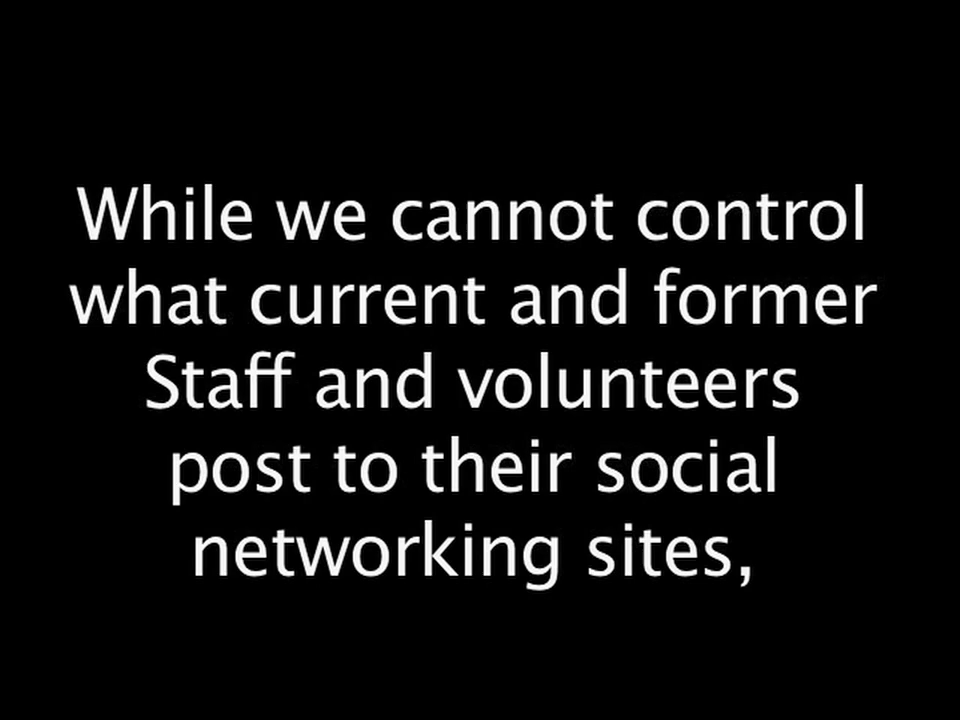 While we cannot control
what current and former
Staff and volunteers
post to their social
networking sites,